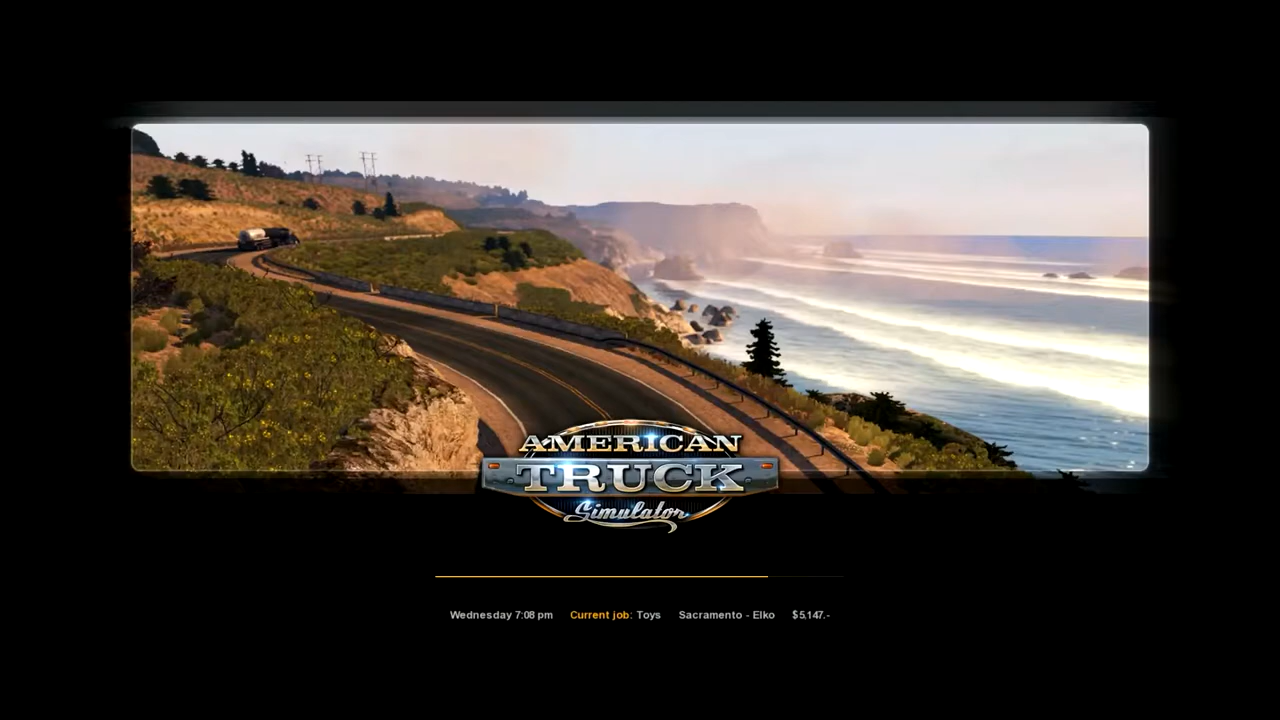 AMERICAN
TRUCK
Simulator
Wednesday 7:08 pm Current job: Toys Sacramento - Elko $5,147.-